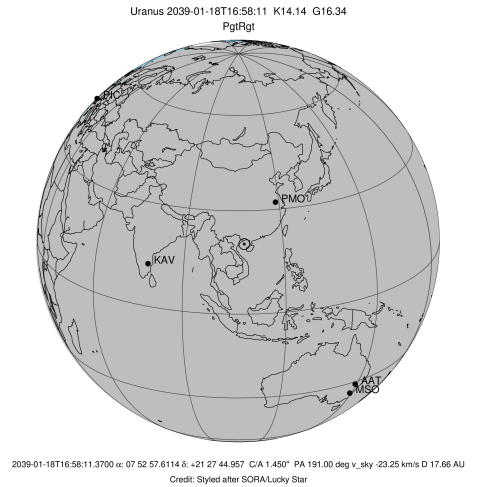 Uranus 2039-01-18T16:58:11 K14.14 G16.34
PgtRgt
PIC
PMO
KAV
AAT
MSO
2039-01-18T16:58:11.3700 α: 07 52 57.6114 δ: +21 27 44.957 C/A 1.450" PA 191.00 deg v_sky -23.25 km/s D 17.66 AU
Credit: Styled after SORA/Lucky Star